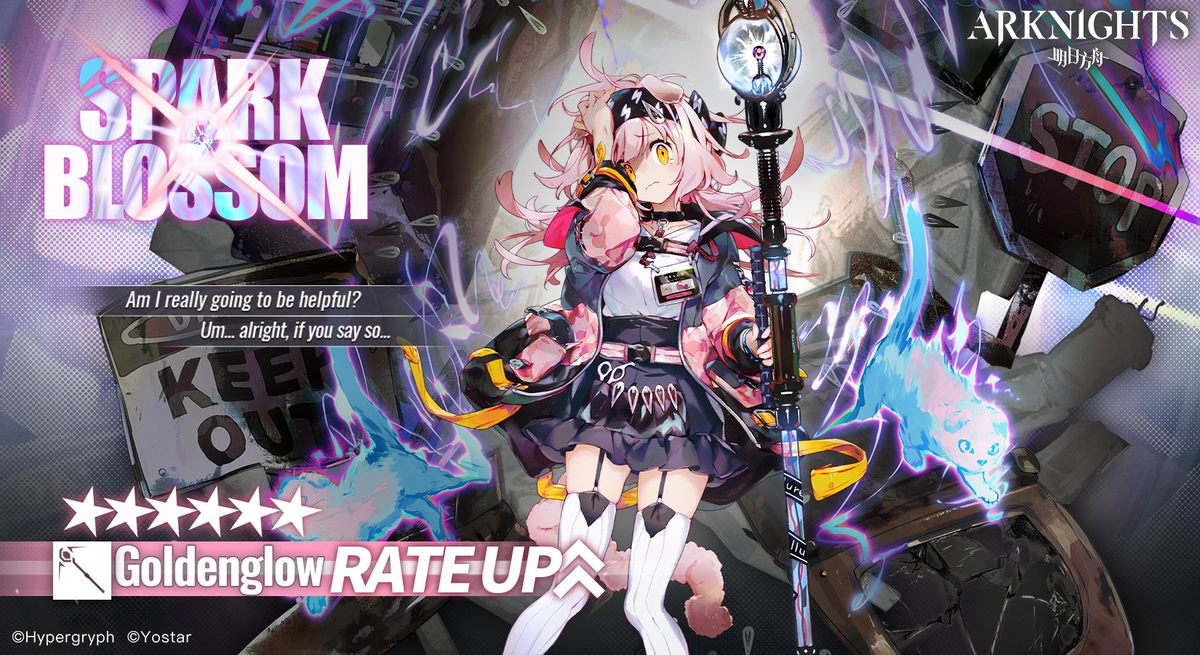 ARKNIGHTS
明日方舟
SPARK
BLOSSOM
Am I really going to be helpful?
Um... alright, if you say so...
STOP
KEEP
OUT
Goldenglow RATE UP
©Hypergryph ©Yostar